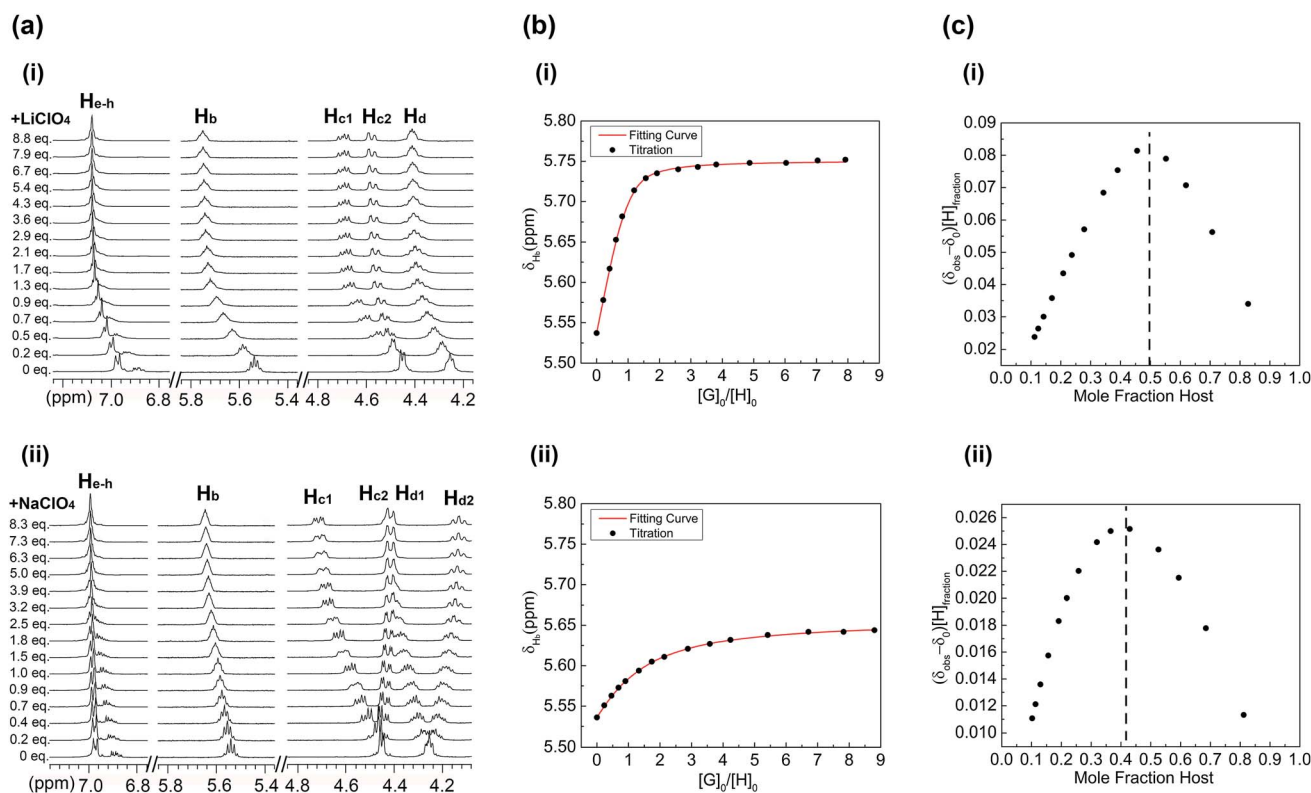 (a)
(i)
+LiClO₄
He-h
Hb
Hc1
Hc2
Hd
8.8 eq.
7.9 eq.
6.7 eq.
5.4 eq.
4.3 eq.
3.6 eq.
2.9 eq.
2.1 eq.
1.7 eq.
1.3 eq.
0.9 eq.
0.7 eq.
0.5 eq.
0.2 eq.
0 eq.
(ppm) 7.0 6.8 5.8 5.6 5.4 4.8 4.6 4.4 4.2
(b)
(i)
5.80
5.75
5.70
5.65
5.60
5.55
5.50
δHb(ppm)
Fitting Curve
Titration
0 1 2 3 4 5 6 7 8 9
[G]₀/[H]₀
(c)
(i)
0.09
0.08
0.07
0.06
0.05
0.04
0.03
0.02
(δobs−δ0)[H]fraction
0.0 0.1 0.2 0.3 0.4 0.5 0.6 0.7 0.8 0.9 1.0
Mole Fraction Host
(ii)
+NaClO₄
He-h
Hb
Hc1
Hc2
Hd1
Hd2
8.3 eq.
7.3 eq.
6.3 eq.
5.0 eq.
3.9 eq.
3.2 eq.
2.5 eq.
1.8 eq.
1.5 eq.
1.0 eq.
0.9 eq.
0.7 eq.
0.4 eq.
0.2 eq.
0 eq.
(ppm) 7.0 6.8 5.8 5.6 5.4 4.8 4.6 4.4 4.2
(ii)
5.80
5.75
5.70
5.65
5.60
5.55
5.50
δHb(ppm)
Fitting Curve
Titration
0 1 2 3 4 5 6 7 8 9
[G]₀/[H]₀
(ii)
0.026
0.024
0.022
0.020
0.018
0.016
0.014
0.012
0.010
(δobs−δ0)[H]fraction
0.0 0.1 0.2 0.3 0.4 0.5 0.6 0.7 0.8 0.9 1.0
Mole Fraction Host